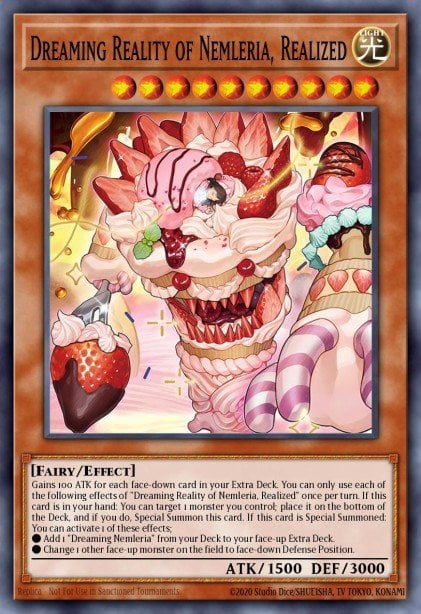 Dreaming Reality of Nemleria, Realized
LIGHT
光
[Fairy/Effect]
Gains 100 ATK for each face-down card in your Extra Deck. You can only use each of
the following effects of "Dreaming Reality of Nemleria, Realized" once per turn. If this
card is in your hand: You can target 1 monster you control; place it on the bottom
of the Deck, and if you do, Special Summon this card. If this card is Special Summoned:
You can activate 1 of these effects;
● Add 1 "Dreaming Nemleria" from your Deck to your face-up Extra Deck.
● Change 1 other face-up monster on the field to face-down Defense Position.
ATK/1500 DEF/3000
Replica - Not For Use in Sanctioned Tournaments
©2020 Studio Dice/SHUEISHA, TV TOKYO, KONAMI